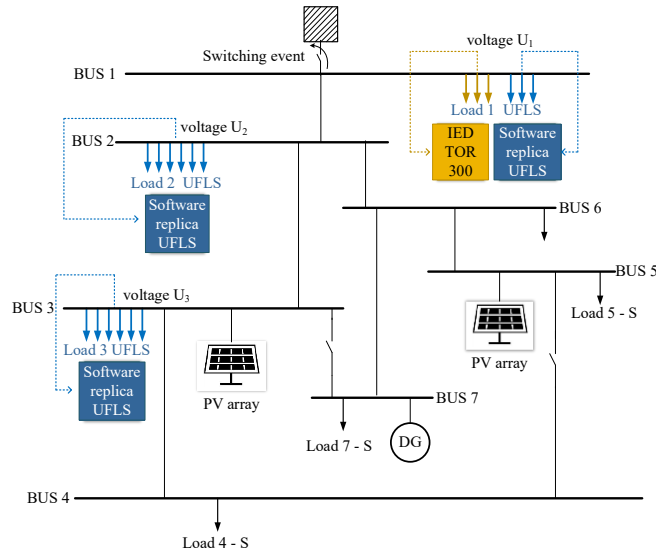 Switching event
voltage U1
BUS 1
Load 1 UFLS
IED
TOR
300
Software
replica
UFLS
voltage U2
BUS 2
Load 2 UFLS
Software
replica
UFLS
BUS 6
BUS 5
voltage U3
BUS 3
Load 5 - S
Load 3 UFLS
PV array
Software
replica
UFLS
PV array
BUS 7
Load 7 - S
DG
BUS 4
Load 4 - S